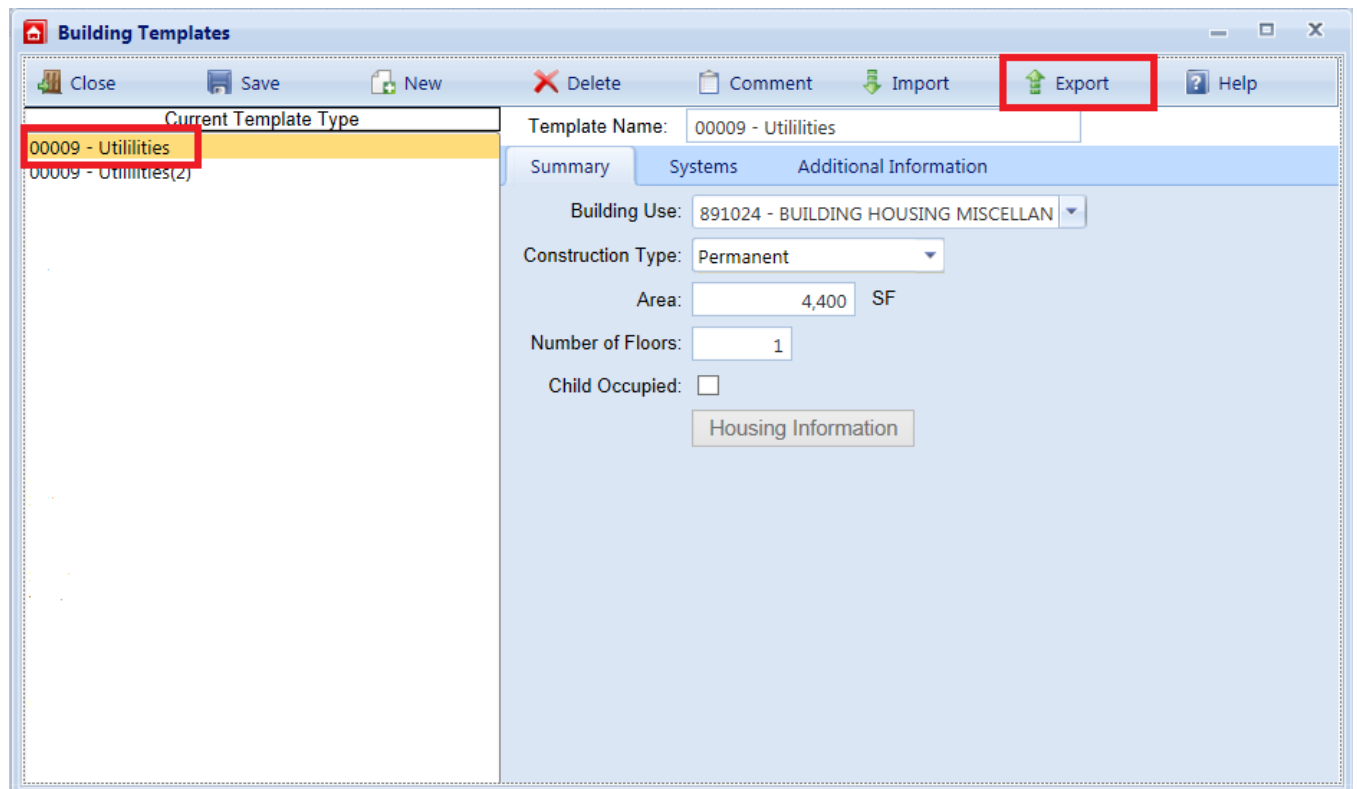 Building Templates
Close Save New Delete Comment Import Export ? Help
Current Template Type
00009 - Utililities
00009 - Utililities(2)
Template Name: 00009 - Utililities
Summary Systems Additional Information
Building Use: 891024 - BUILDING HOUSING MISCELLAN
Construction Type: Permanent
Area: 4,400 SF
Number of Floors: 1
Child Occupied:
Housing Information